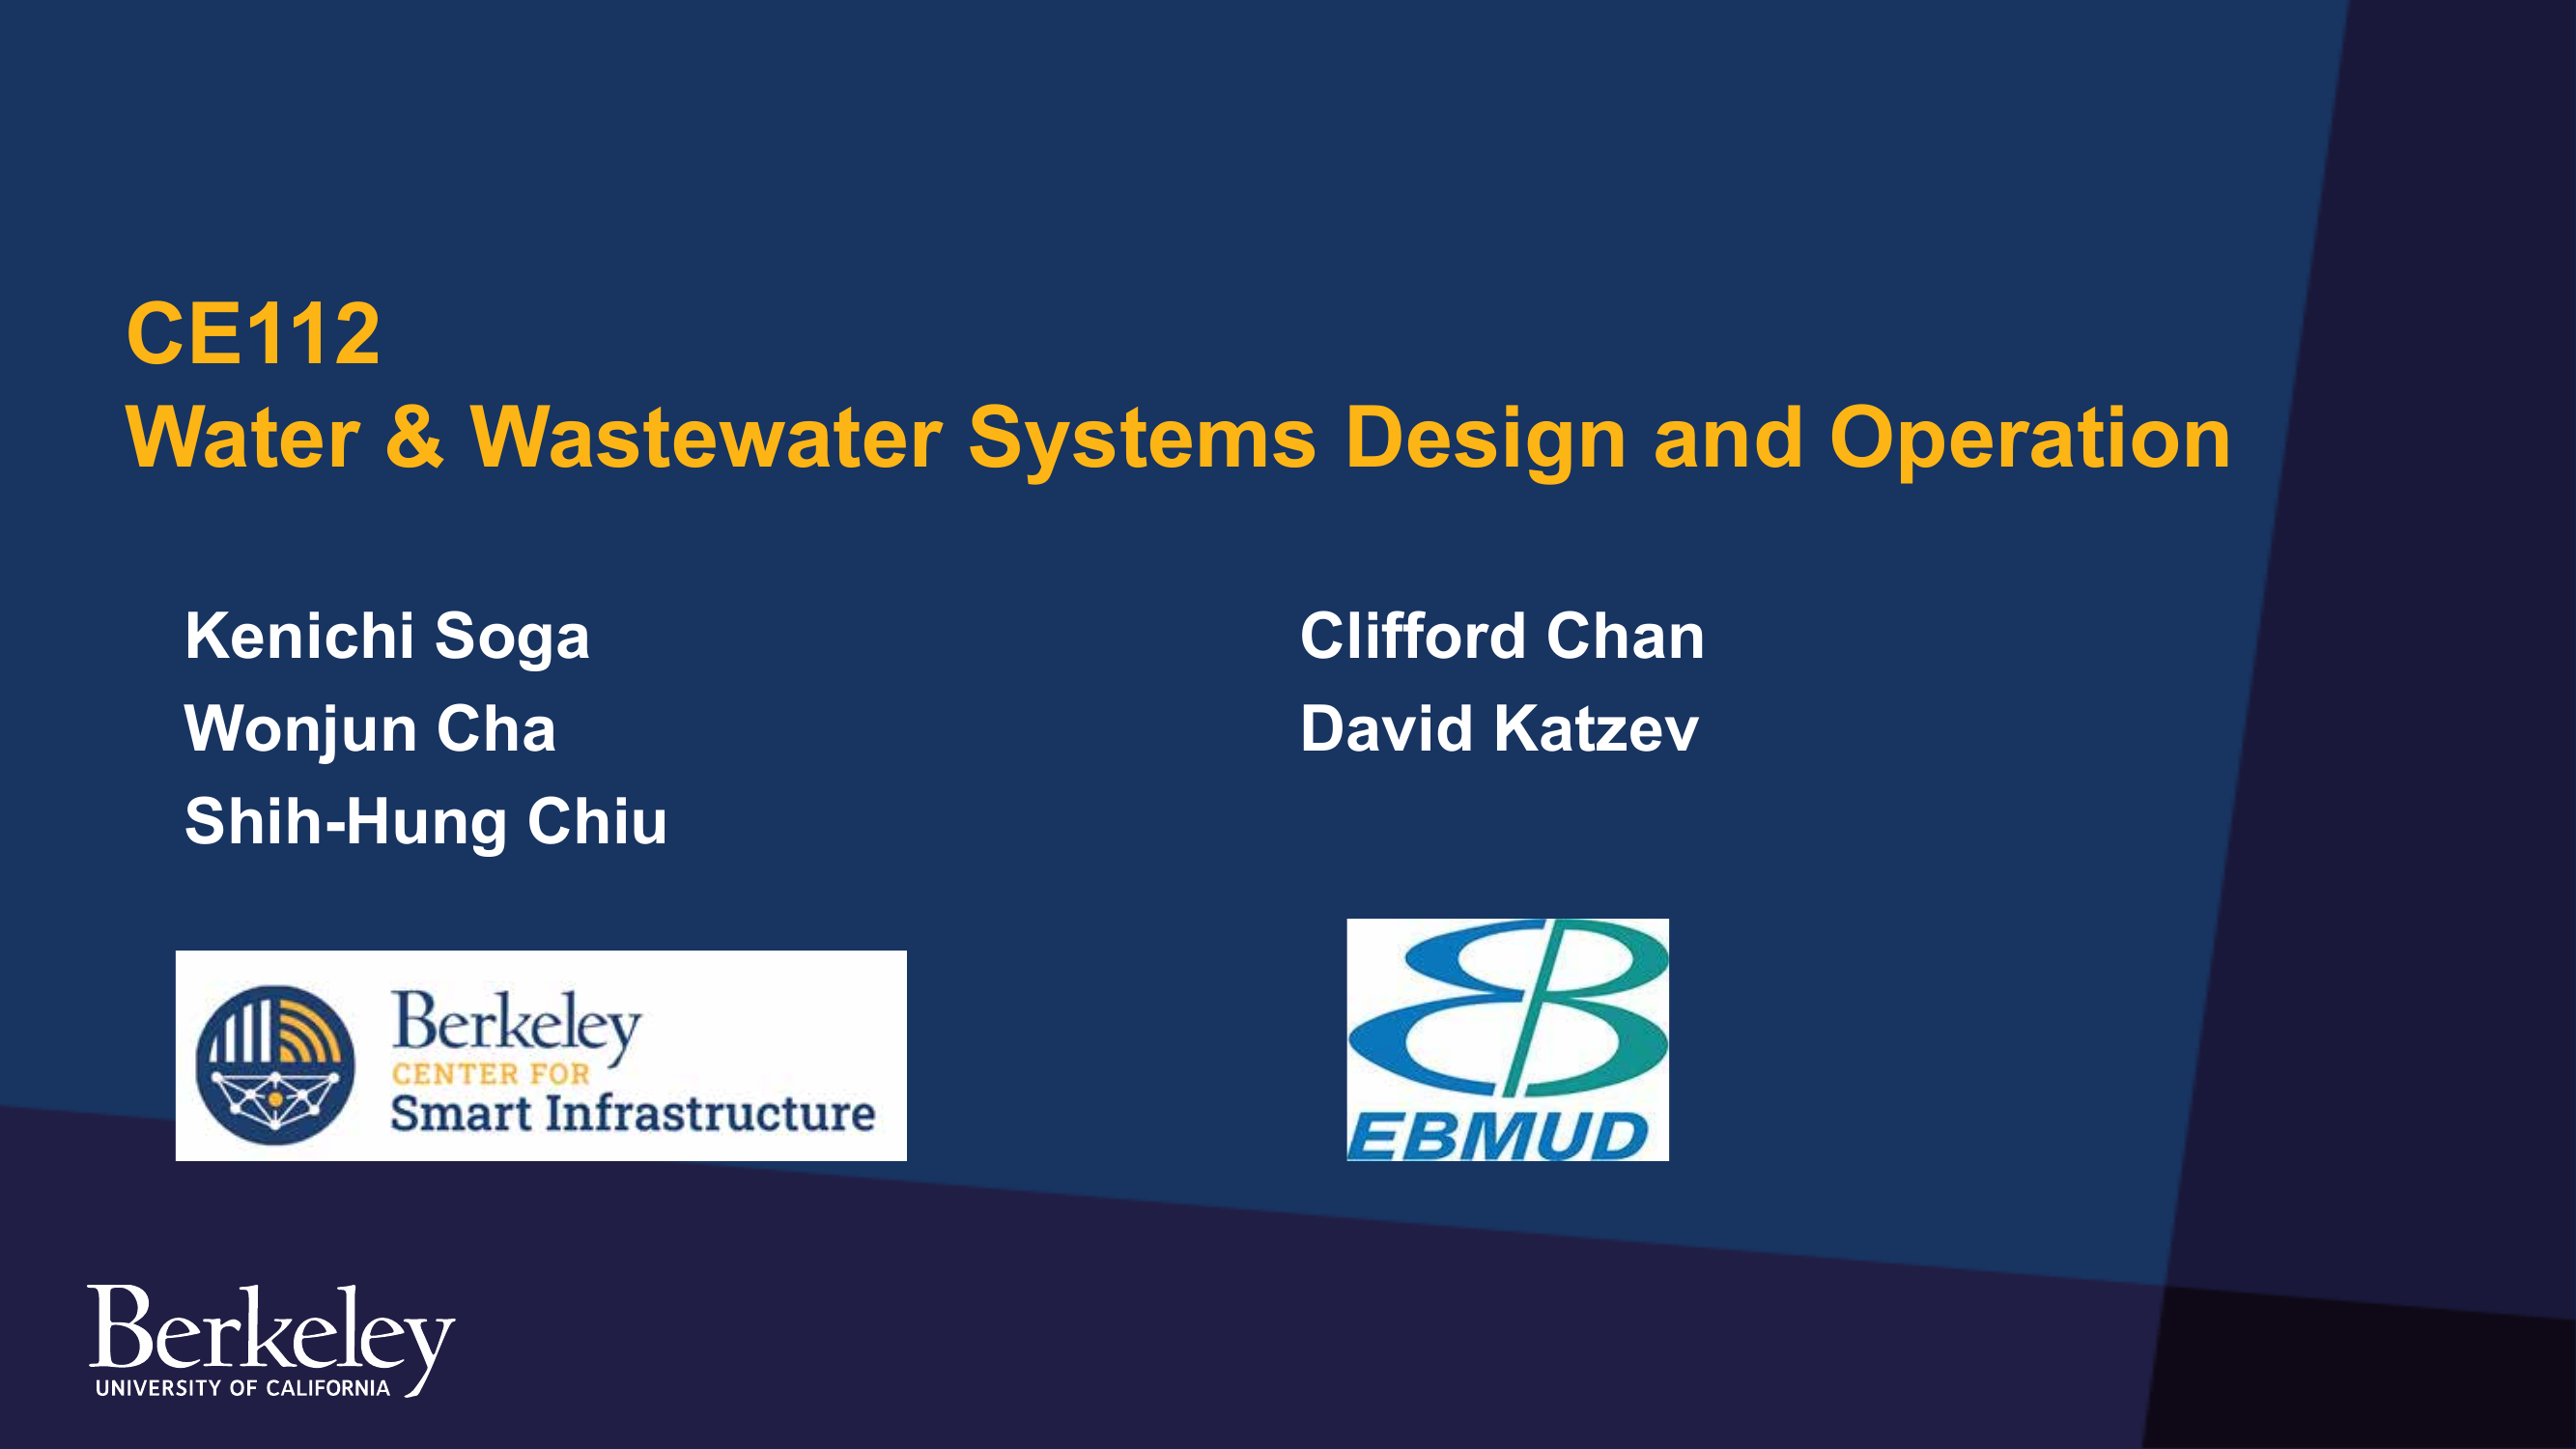 CE112
Water & Wastewater Systems Design and Operation
Kenichi Soga
Wonjun Cha
Shih-Hung Chiu
Clifford Chan
David Katzev
Berkeley
CENTER FOR
Smart Infrastructure
EB
EBMUD
Berkeley
UNIVERSITY OF CALIFORNIA